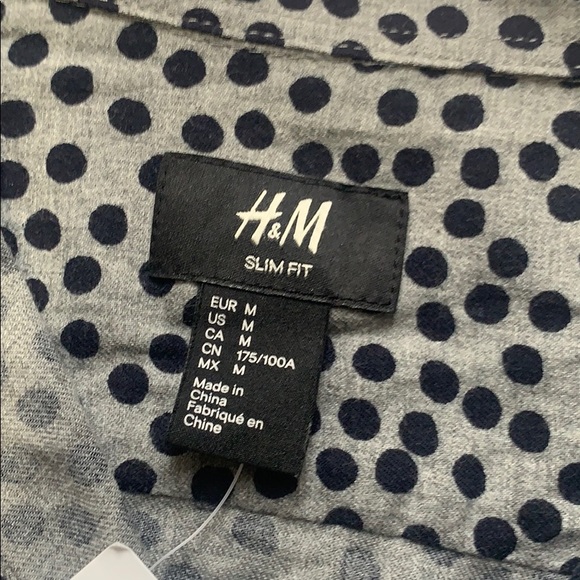 H&M
SLIM FIT
EUR M
US M
CA M
CN 175/100A
MX M
Made in
China
Fabriqué en
Chine